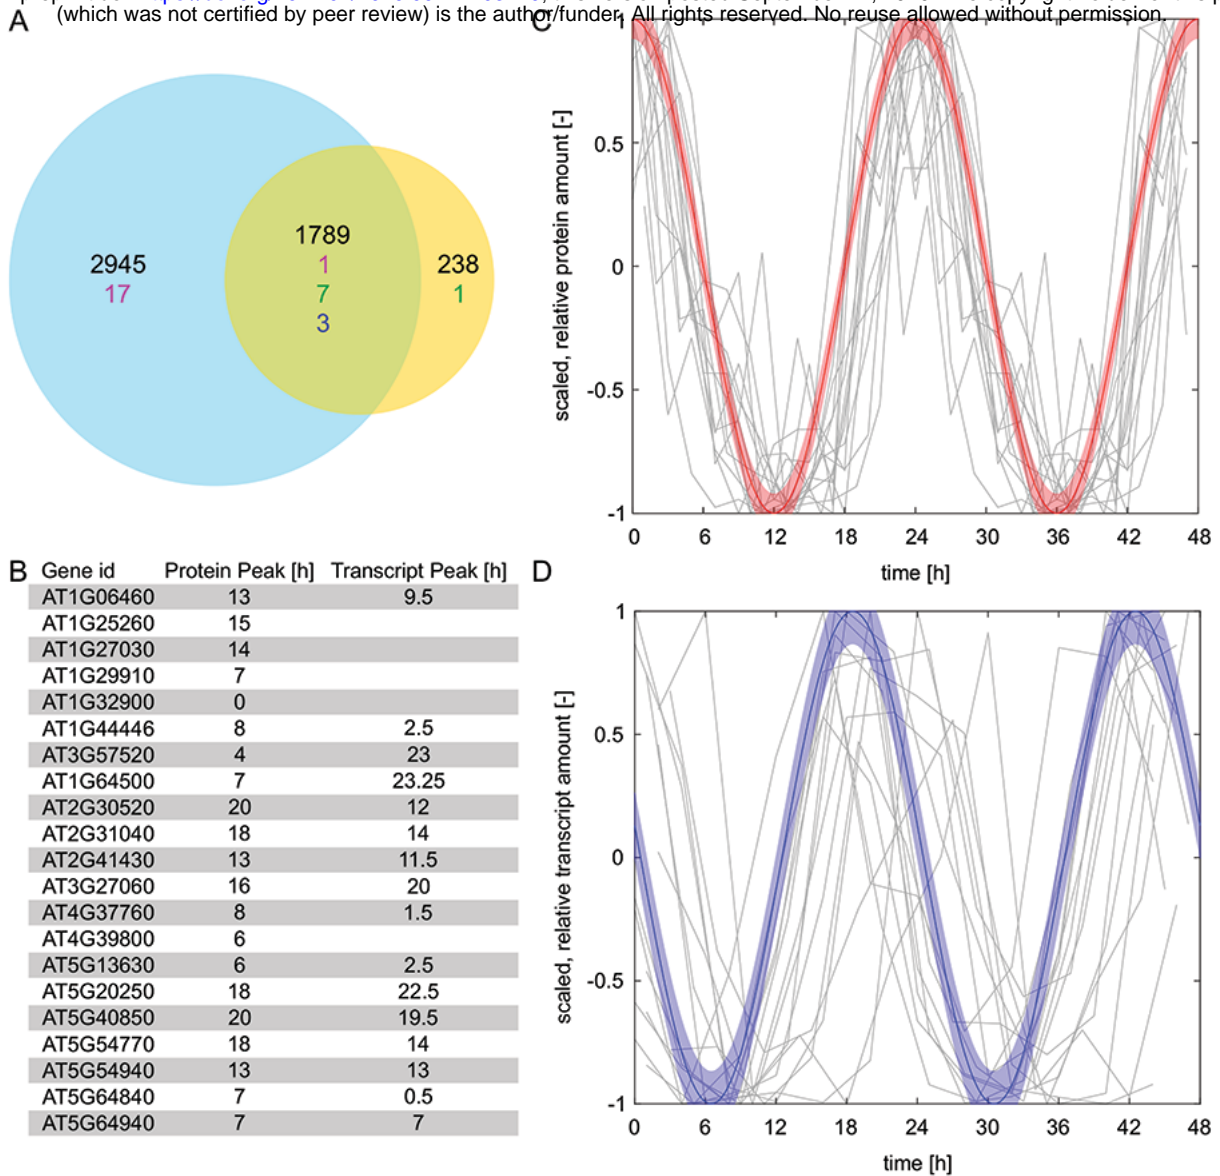 (which was not certified by peer review) is the author/funder. All rights reserved. No reuse allowed without permission.
A
2945
17
1789
1
7
3
238
1
B Gene id Protein Peak [h] Transcript Peak [h]
AT1G06460 13 9.5
AT1G25260 15
AT1G27030 14
AT1G29910 7
AT1G32900 0
AT1G44446 8 2.5
AT3G57520 4 23
AT1G64500 7 23.25
AT2G30520 20 12
AT2G31040 18 14
AT2G41430 13 11.5
AT3G27060 16 20
AT4G37760 8 1.5
AT4G39800 6
AT5G13630 6 2.5
AT5G20250 18 22.5
AT5G40850 20 19.5
AT5G54770 18 14
AT5G54940 13 13
AT5G64840 7 0.5
AT5G64940 7 7
C
scaled, relative protein amount [-]
1
0.5
0
-0.5
-1
0 6 12 18 24 30 36 42 48
time [h]
D
scaled, relative transcript amount [-]
1
0.5
0
-0.5
-1
0 6 12 18 24 30 36 42 48
time [h]